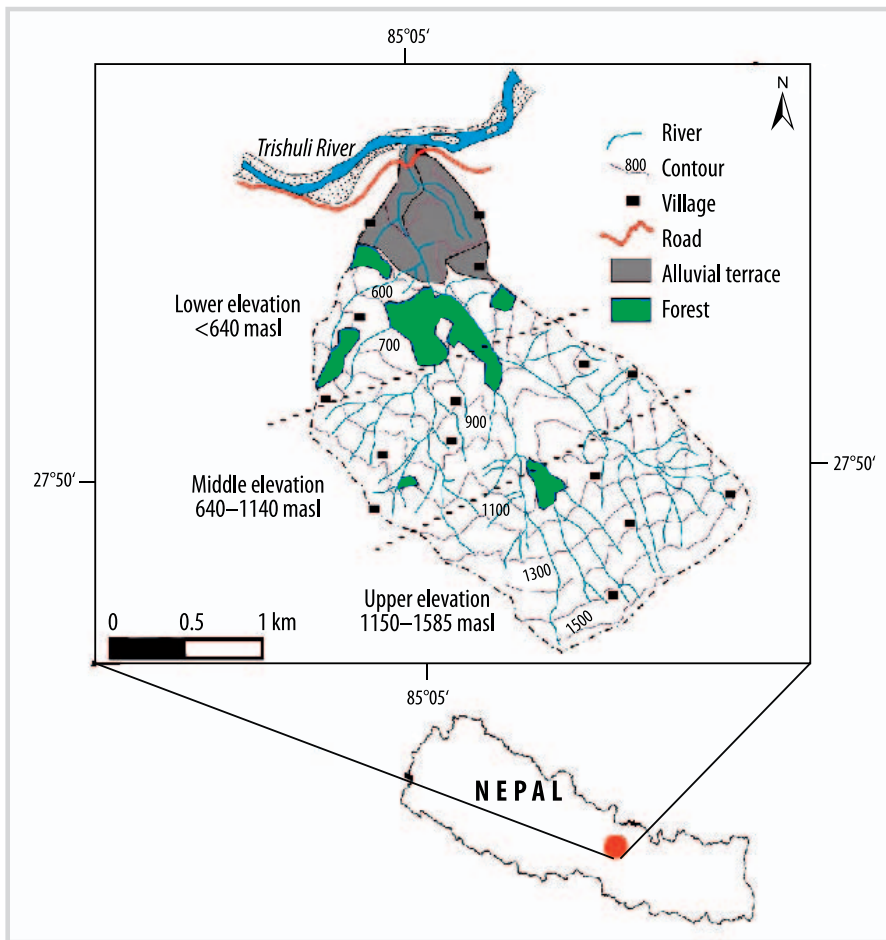 85°05‘
N
Trishuli River
River
800 Contour
Village
Road
Alluvial terrace
Forest
600
Lower elevation
<640 masl
700
900
27°50‘
27°50‘
Middle elevation
640–1140 masl
1100
1300
Upper elevation
1150–1585 masl
1500
0 0.5 1 km
85°05‘
NEPAL